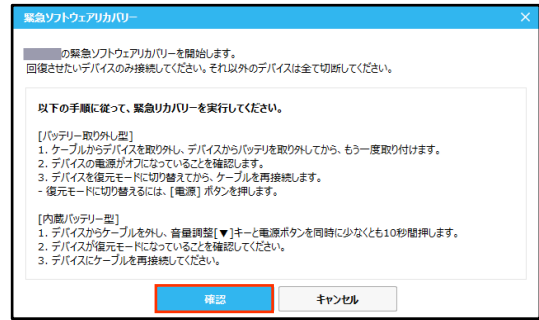 緊急ソフトウェアリカバリー
の緊急ソフトウェアリカバリーを開始します。
回復させたいデバイスのみ接続してください。それ以外のデバイスは全て切断してください。
以下の手順に従って、緊急リカバリーを実行してください。
[バッテリー取り外し型]
1. ケーブルからデバイスを取り外し、デバイスからバッテリを取り外してから、もう一度取り付けます。
2. デバイスの電源がオフになっていることを確認します。
3. デバイスを復元モードに切り替えてから、ケーブルを再接続します。
- 復元モードに切り替えるには、[電源] ボタンを押します。
[内蔵バッテリー型]
1. デバイスからケーブルを外し、音量調整[▼]キーと電源ボタンを同時に少なくとも10秒間押します。
2. デバイスが復元モードになっていることを確認してください。
3. デバイスにケーブルを再接続してください。
確認
キャンセル